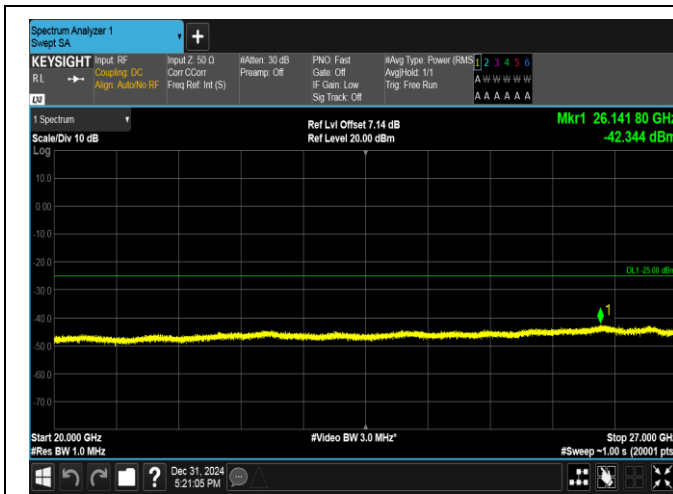 Spectrum Analyzer 1
Swept SA
+
KEYSIGHT Input: RF
RL Coupling: DC
Align: Auto/No RF
LXI
Input Z: 50 Ω
Corr CCorr
Freq Ref: Int (S)
#Atten: 30 dB
Preamp: Off
PNO: Fast
Gate: Off
IF Gain: Low
Sig Track: Off
#Avg Type: Power (RMS
Avg|Hold: 1/1
Trig: Free Run
1 2 3 4 5 6
A W W W W W
A A A A A A
1 Spectrum
Scale/Div 10 dB
Log
Ref Lvl Offset 7.14 dB
Ref Level 20.00 dBm
Mkr1 26.141 80 GHz
-42.344 dBm
10.0
0.00
-10.0
-20.0
DL1 -25.00 dBm
-30.0
-40.0
1
-50.0
-60.0
-70.0
Start 20.000 GHz
#Res BW 1.0 MHz
#Video BW 3.0 MHz*
Stop 27.000 GHz
#Sweep ~1.00 s (20001 pts
?
Dec 31, 2024
5:21:05 PM